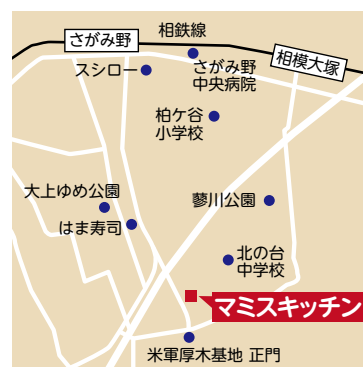 相鉄線
さがみ野
相模大塚
スシロー
さがみ野
中央病院
柏ケ谷
小学校
大上ゆめ公園
蓼川公園
はま寿司
北の台
中学校
マミスキッチン
米軍厚木基地 正門